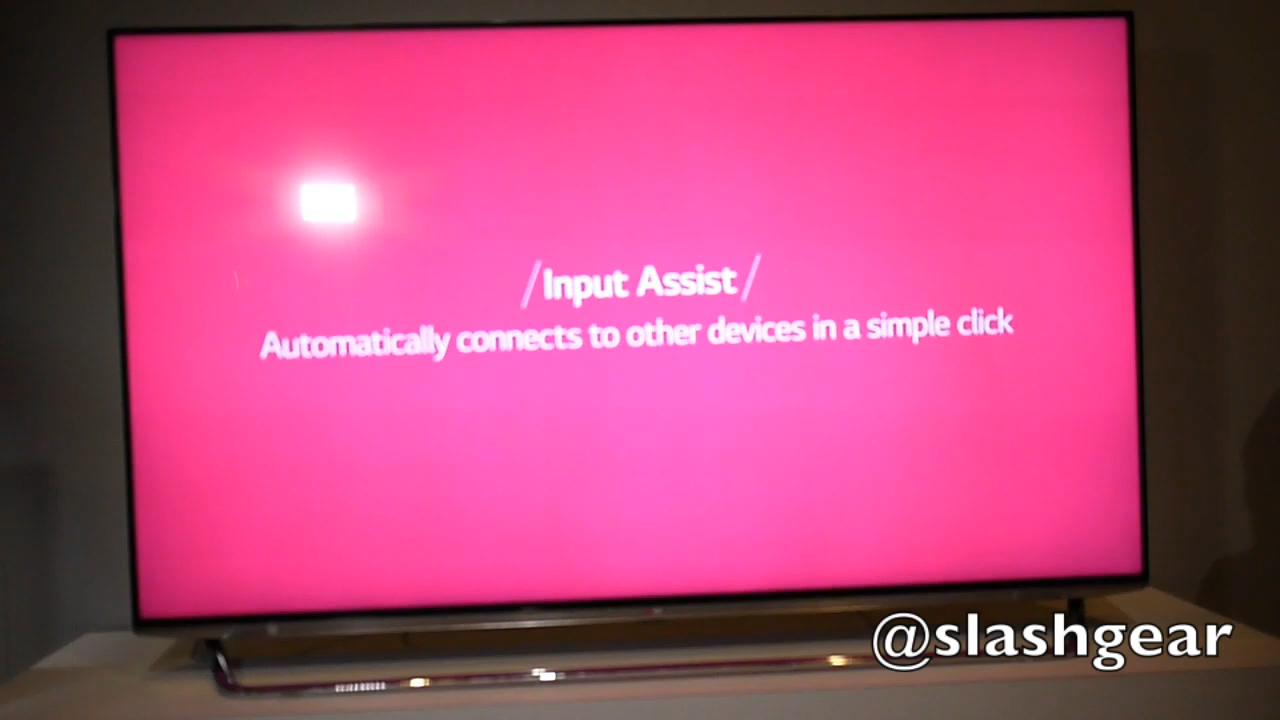 /Input Assist/
Automatically connects to other devices in a simple click
@slashgear